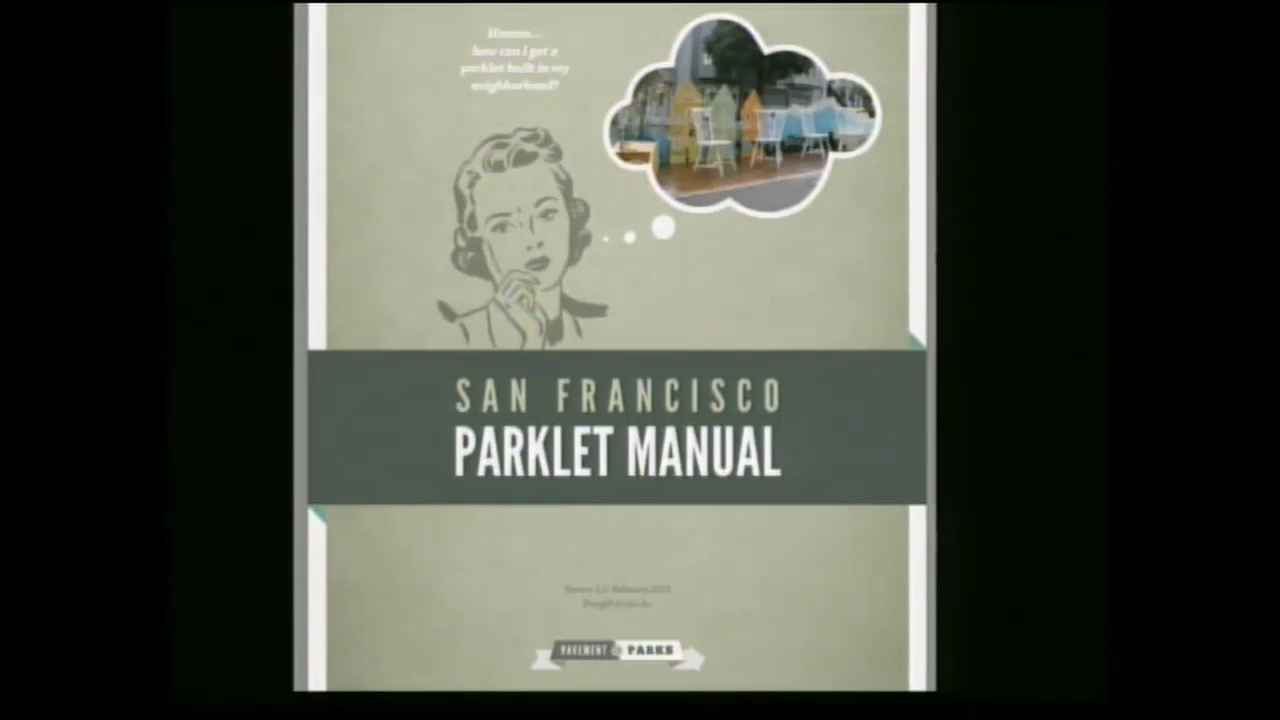 Hmmm...
how can I get a
parklet built in my
neighborhood?
SAN FRANCISCO
PARKLET MANUAL
PAVEMENT PARKS